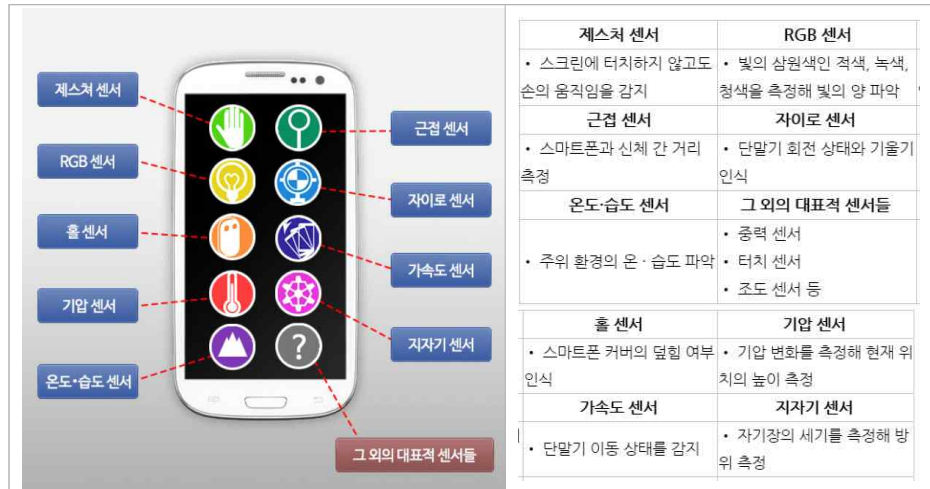 제스쳐 센서
RGB 센서
홀 센서
기압 센서
온도•습도 센서
근접 센서
자이로 센서
가속도 센서
지자기 센서
그 외의 대표적 센서들
?
제스처 센서
• 스크린에 터치하지 않고도
손의 움직임을 감지
RGB 센서
• 빛의 삼원색인 적색, 녹색,
청색을 측정해 빛의 양 파악
근접 센서
• 스마트폰과 신체 간 거리
측정
자이로 센서
• 단말기 회전 상태와 기울기
인식
온도·습도 센서
• 주위 환경의 온 · 습도 파악
그 외의 대표적 센서들
• 중력 센서
• 터치 센서
• 조도 센서 등
홀 센서
• 스마트폰 커버의 덮힘 여부
인식
기압 센서
• 기압 변화를 측정해 현재 위
치의 높이 측정
가속도 센서
• 단말기 이동 상태를 감지
지자기 센서
• 자기장의 세기를 측정해 방
위 측정